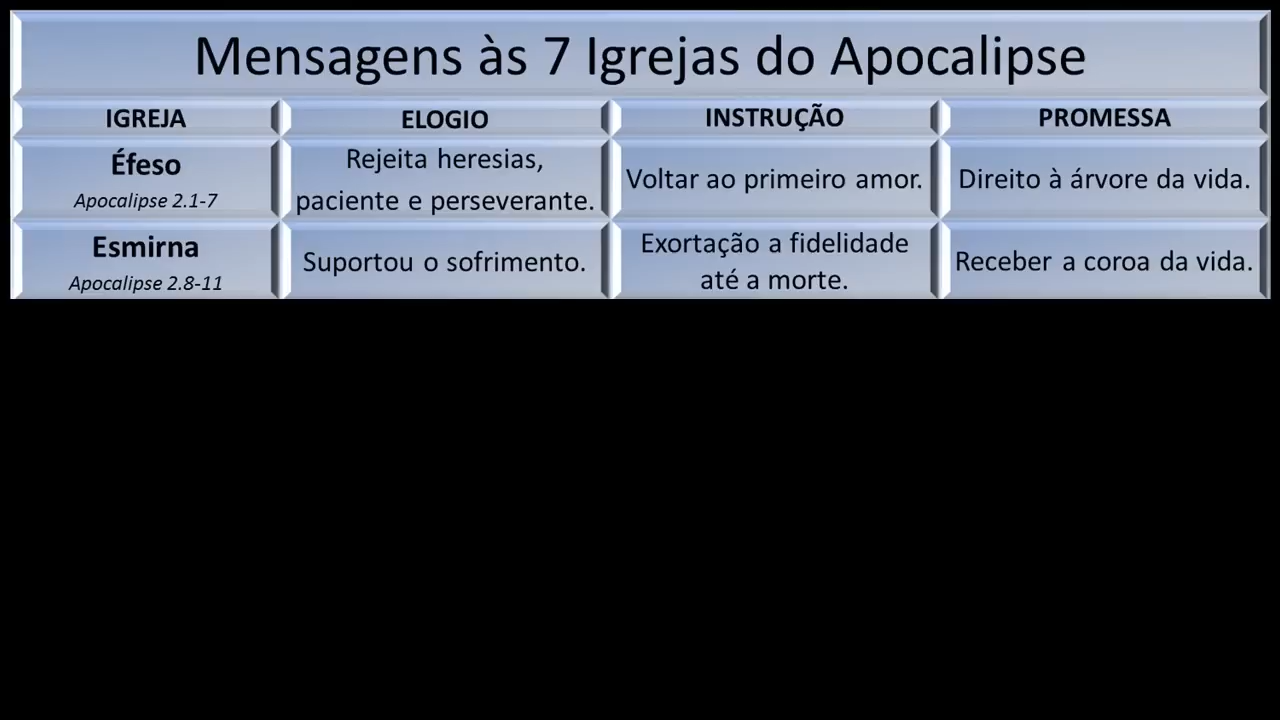 Mensagens às 7 Igrejas do Apocalipse
IGREJA
ELOGIO
INSTRUÇÃO
PROMESSA
Éfeso
Apocalipse 2.1-7
Rejeita heresias,
paciente e perseverante.
Voltar ao primeiro amor.
Direito à árvore da vida.
Esmirna
Apocalipse 2.8-11
Suportou o sofrimento.
Exortação a fidelidade
até a morte.
Receber a coroa da vida.